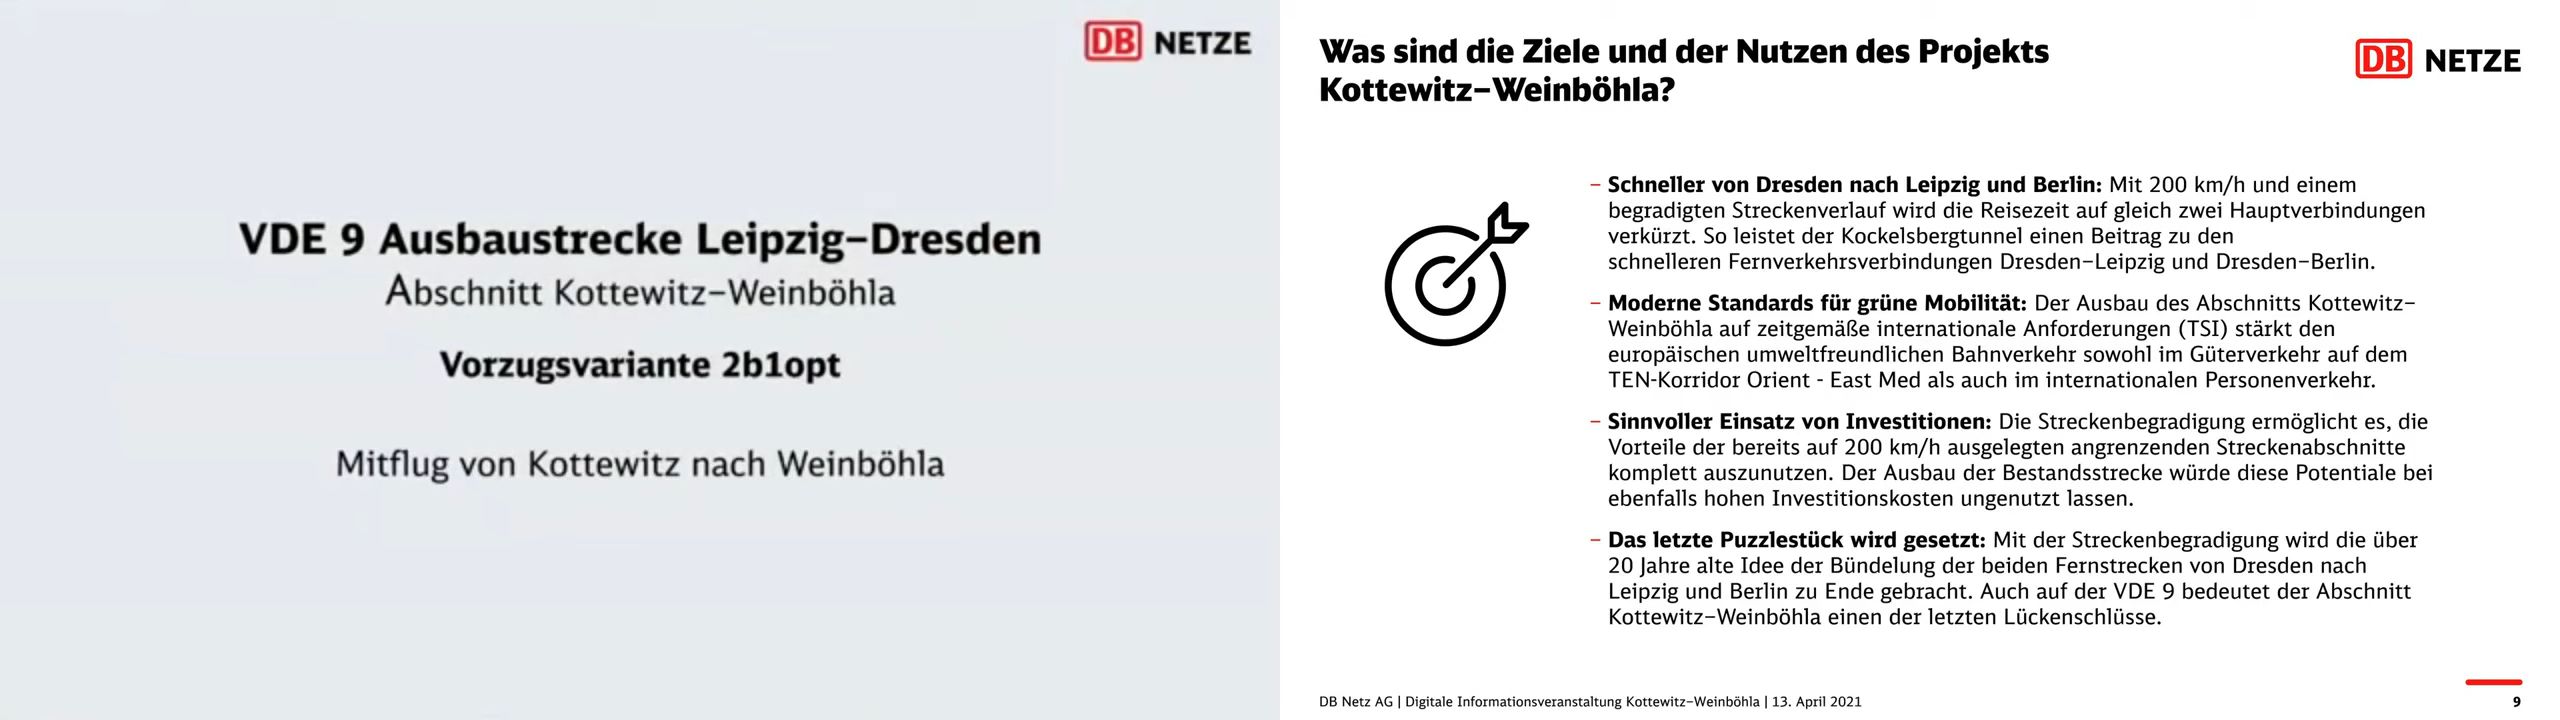 DB NETZE
VDE 9 Ausbaustrecke Leipzig–Dresden
Abschnitt Kottewitz–Weinböhla
Vorzugsvariante 2b1opt
Mitflug von Kottewitz nach Weinböhla
Was sind die Ziele und der Nutzen des Projekts
Kottewitz–Weinböhla?
DB NETZE
– Schneller von Dresden nach Leipzig und Berlin: Mit 200 km/h und einem
begradigten Streckenverlauf wird die Reisezeit auf gleich zwei Hauptverbindungen
verkürzt. So leistet der Kockelsbergtunnel einen Beitrag zu den
schnelleren Fernverkehrsverbindungen Dresden–Leipzig und Dresden–Berlin.
– Moderne Standards für grüne Mobilität: Der Ausbau des Abschnitts Kottewitz–
Weinböhla auf zeitgemäße internationale Anforderungen (TSI) stärkt den
europäischen umweltfreundlichen Bahnverkehr sowohl im Güterverkehr auf dem
TEN-Korridor Orient - East Med als auch im internationalen Personenverkehr.
– Sinnvoller Einsatz von Investitionen: Die Streckenbegradigung ermöglicht es, die
Vorteile der bereits auf 200 km/h ausgelegten angrenzenden Streckenabschnitte
komplett auszunutzen. Der Ausbau der Bestandsstrecke würde diese Potentiale bei
ebenfalls hohen Investitionskosten ungenutzt lassen.
– Das letzte Puzzlestück wird gesetzt: Mit der Streckenbegradigung wird die über
20 Jahre alte Idee der Bündelung der beiden Fernstrecken von Dresden nach
Leipzig und Berlin zu Ende gebracht. Auch auf der VDE 9 bedeutet der Abschnitt
Kottewitz–Weinböhla einen der letzten Lückenschlüsse.
DB Netz AG | Digitale Informationsveranstaltung Kottewitz–Weinböhla | 13. April 2021
9